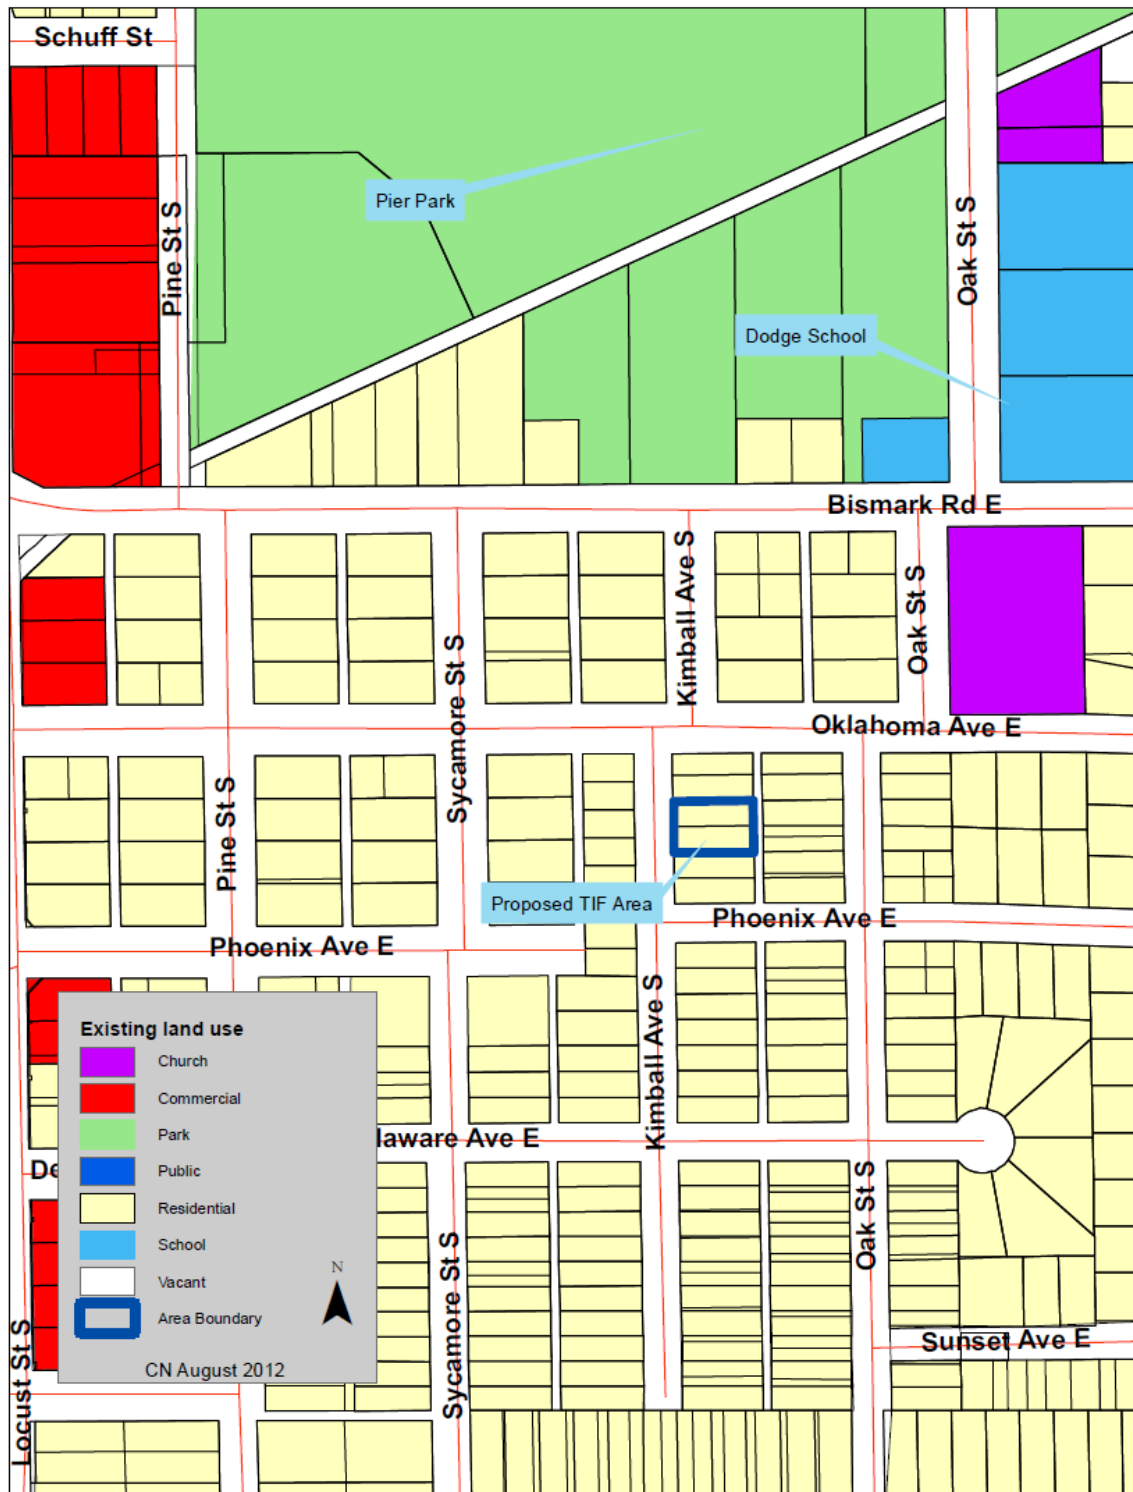 Schuff St
Pier Park
Pine St S
Oak St S
Dodge School
Bismark Rd E
Kimball Ave S
Oak St S
Sycamore St S
Oklahoma Ave E
Pine St S
Proposed TIF Area
Phoenix Ave E
Phoenix Ave E
Kimball Ave S
Existing land use
Church
Commercial
Park
Public
Residential
School
Vacant
Area Boundary
N
CN August 2012
De
laware Ave E
Oak St S
Sycamore St S
Locust St S
Sunset Ave E